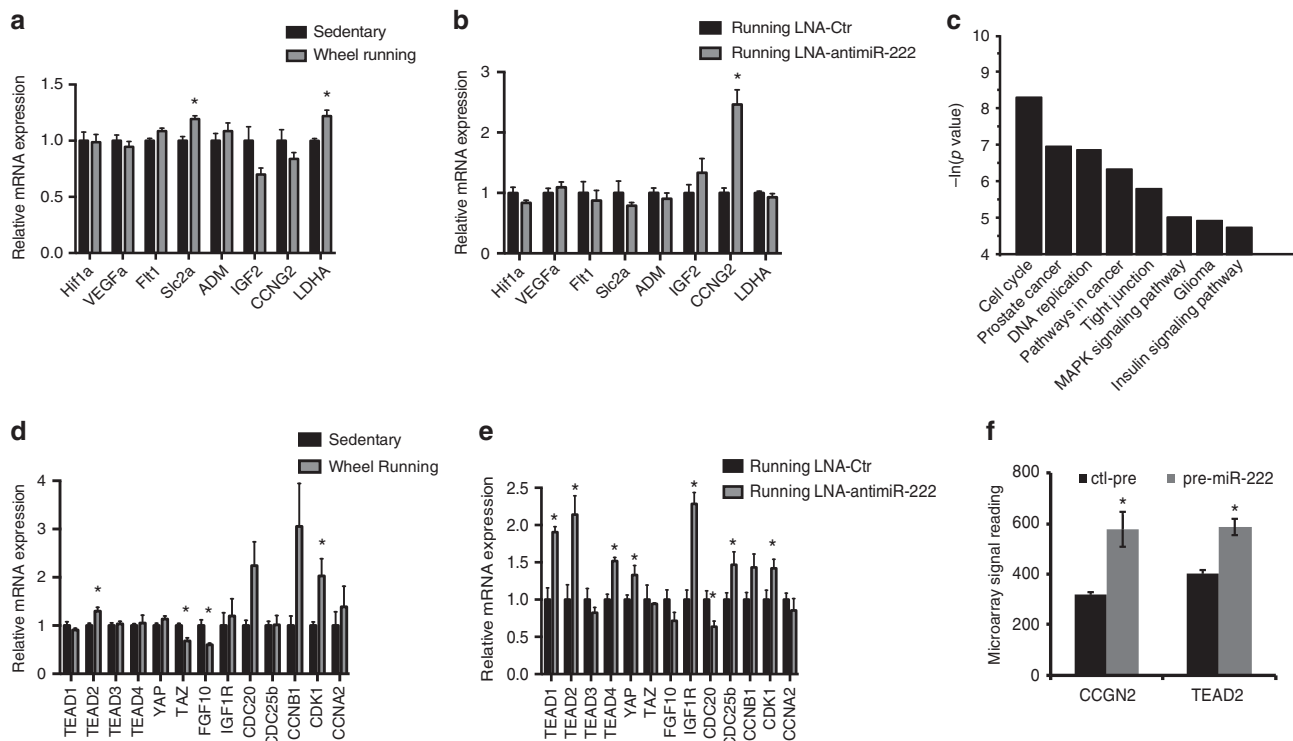 a
Sedentary
Wheel running
Relative mRNA expression
1.5
1.0
0.5
0.0
*
*
Hif1a
VEGFa
Flt1
Slc2a
ADM
IGF2
CCNG2
LDHA
b
Running LNA-Ctr
Running LNA-antimiR-222
Relative mRNA expression
3
2
1
0
*
Hif1a
VEGFa
Flt1
Slc2a
ADM
IGF2
CCNG2
LDHA
c
–ln(p value)
10
9
8
7
6
5
4
Cell cycle
Prostate cancer
DNA replication
Pathways in cancer
Tight junction
MAPK signaling pathway
Glioma
Insulin signaling pathway
d
Sedentary
Wheel Running
Relative mRNA expression
4
3
2
1
0
*
*
*
*
TEAD1
TEAD2
TEAD3
TEAD4
YAP
TAZ
FGF10
IGF1R
CDC20
CDC25b
CCNB1
CDK1
CCNA2
e
Running LNA-Ctr
Running LNA-antimiR-222
Relative mRNA expression
2.5
2.0
1.5
1.0
0.5
0.0
*
*
*
*
*
*
*
*
TEAD1
TEAD2
TEAD3
TEAD4
YAP
TAZ
FGF10
IGF1R
CDC20
CDC25b
CCNB1
CDK1
CCNA2
f
ctl-pre
pre-miR-222
Microarray signal reading
800
600
400
200
0
*
*
CCGN2
TEAD2